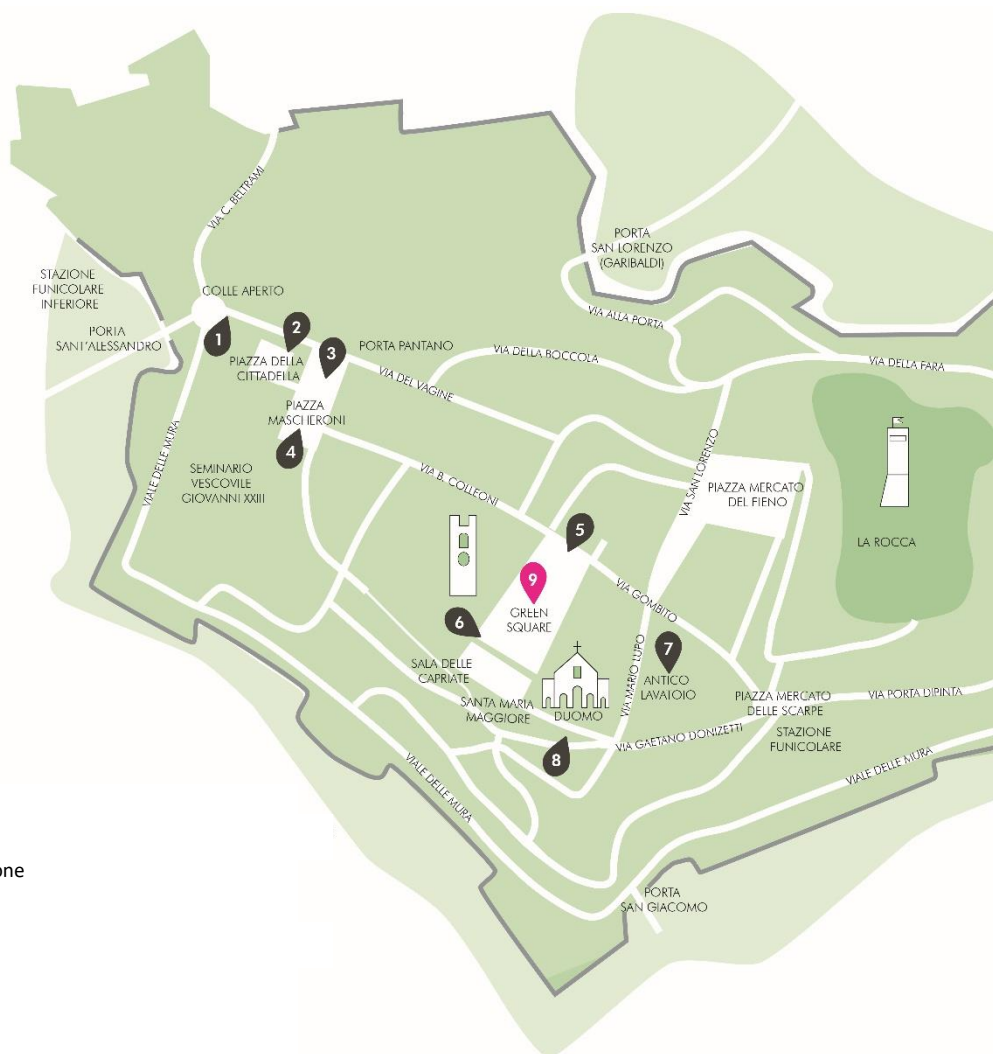 VIA C. BELTRAMI
PORTA
SAN LORENZO
(GARIBALDI)
STAZIONE
FUNICOLARE
INFERIORE
COLLE APERTO
PORTA
SANT'ALESSANDRO
1
2
3
PIAZZA DELLA
CITTADELLA
PORTA PANTANO
VIA ALLA PORTA
VIA DELLA BOCCOLA
VIA DELLA FARA
VIA DEL VAGINE
PIAZZA
MASCHERONI
4
VIALE DELLE MURA
SEMINARIO
VESCOVILE
GIOVANNI XXIII
VIA B. COLLEONI
VIA SAN LORENZO
PIAZZA MERCATO
DEL FIENO
LA ROCCA
5
9
GREEN
SQUARE
VIA GOMBITO
6
7
SALA DELLE
CAPRIATE
ANTICO
LAVATOIO
VIA MARIO LUPO
SANTA MARIA
MAGGIORE
DUOMO
PIAZZA MERCATO
DELLE SCARPE
VIA PORTA DIPINTA
8
VIA GAETANO DONIZETTI
STAZIONE
FUNICOLARE
VIALE DELLE MURA
VIALE DELLE MURA
one
PORTA
SAN GIACOMO